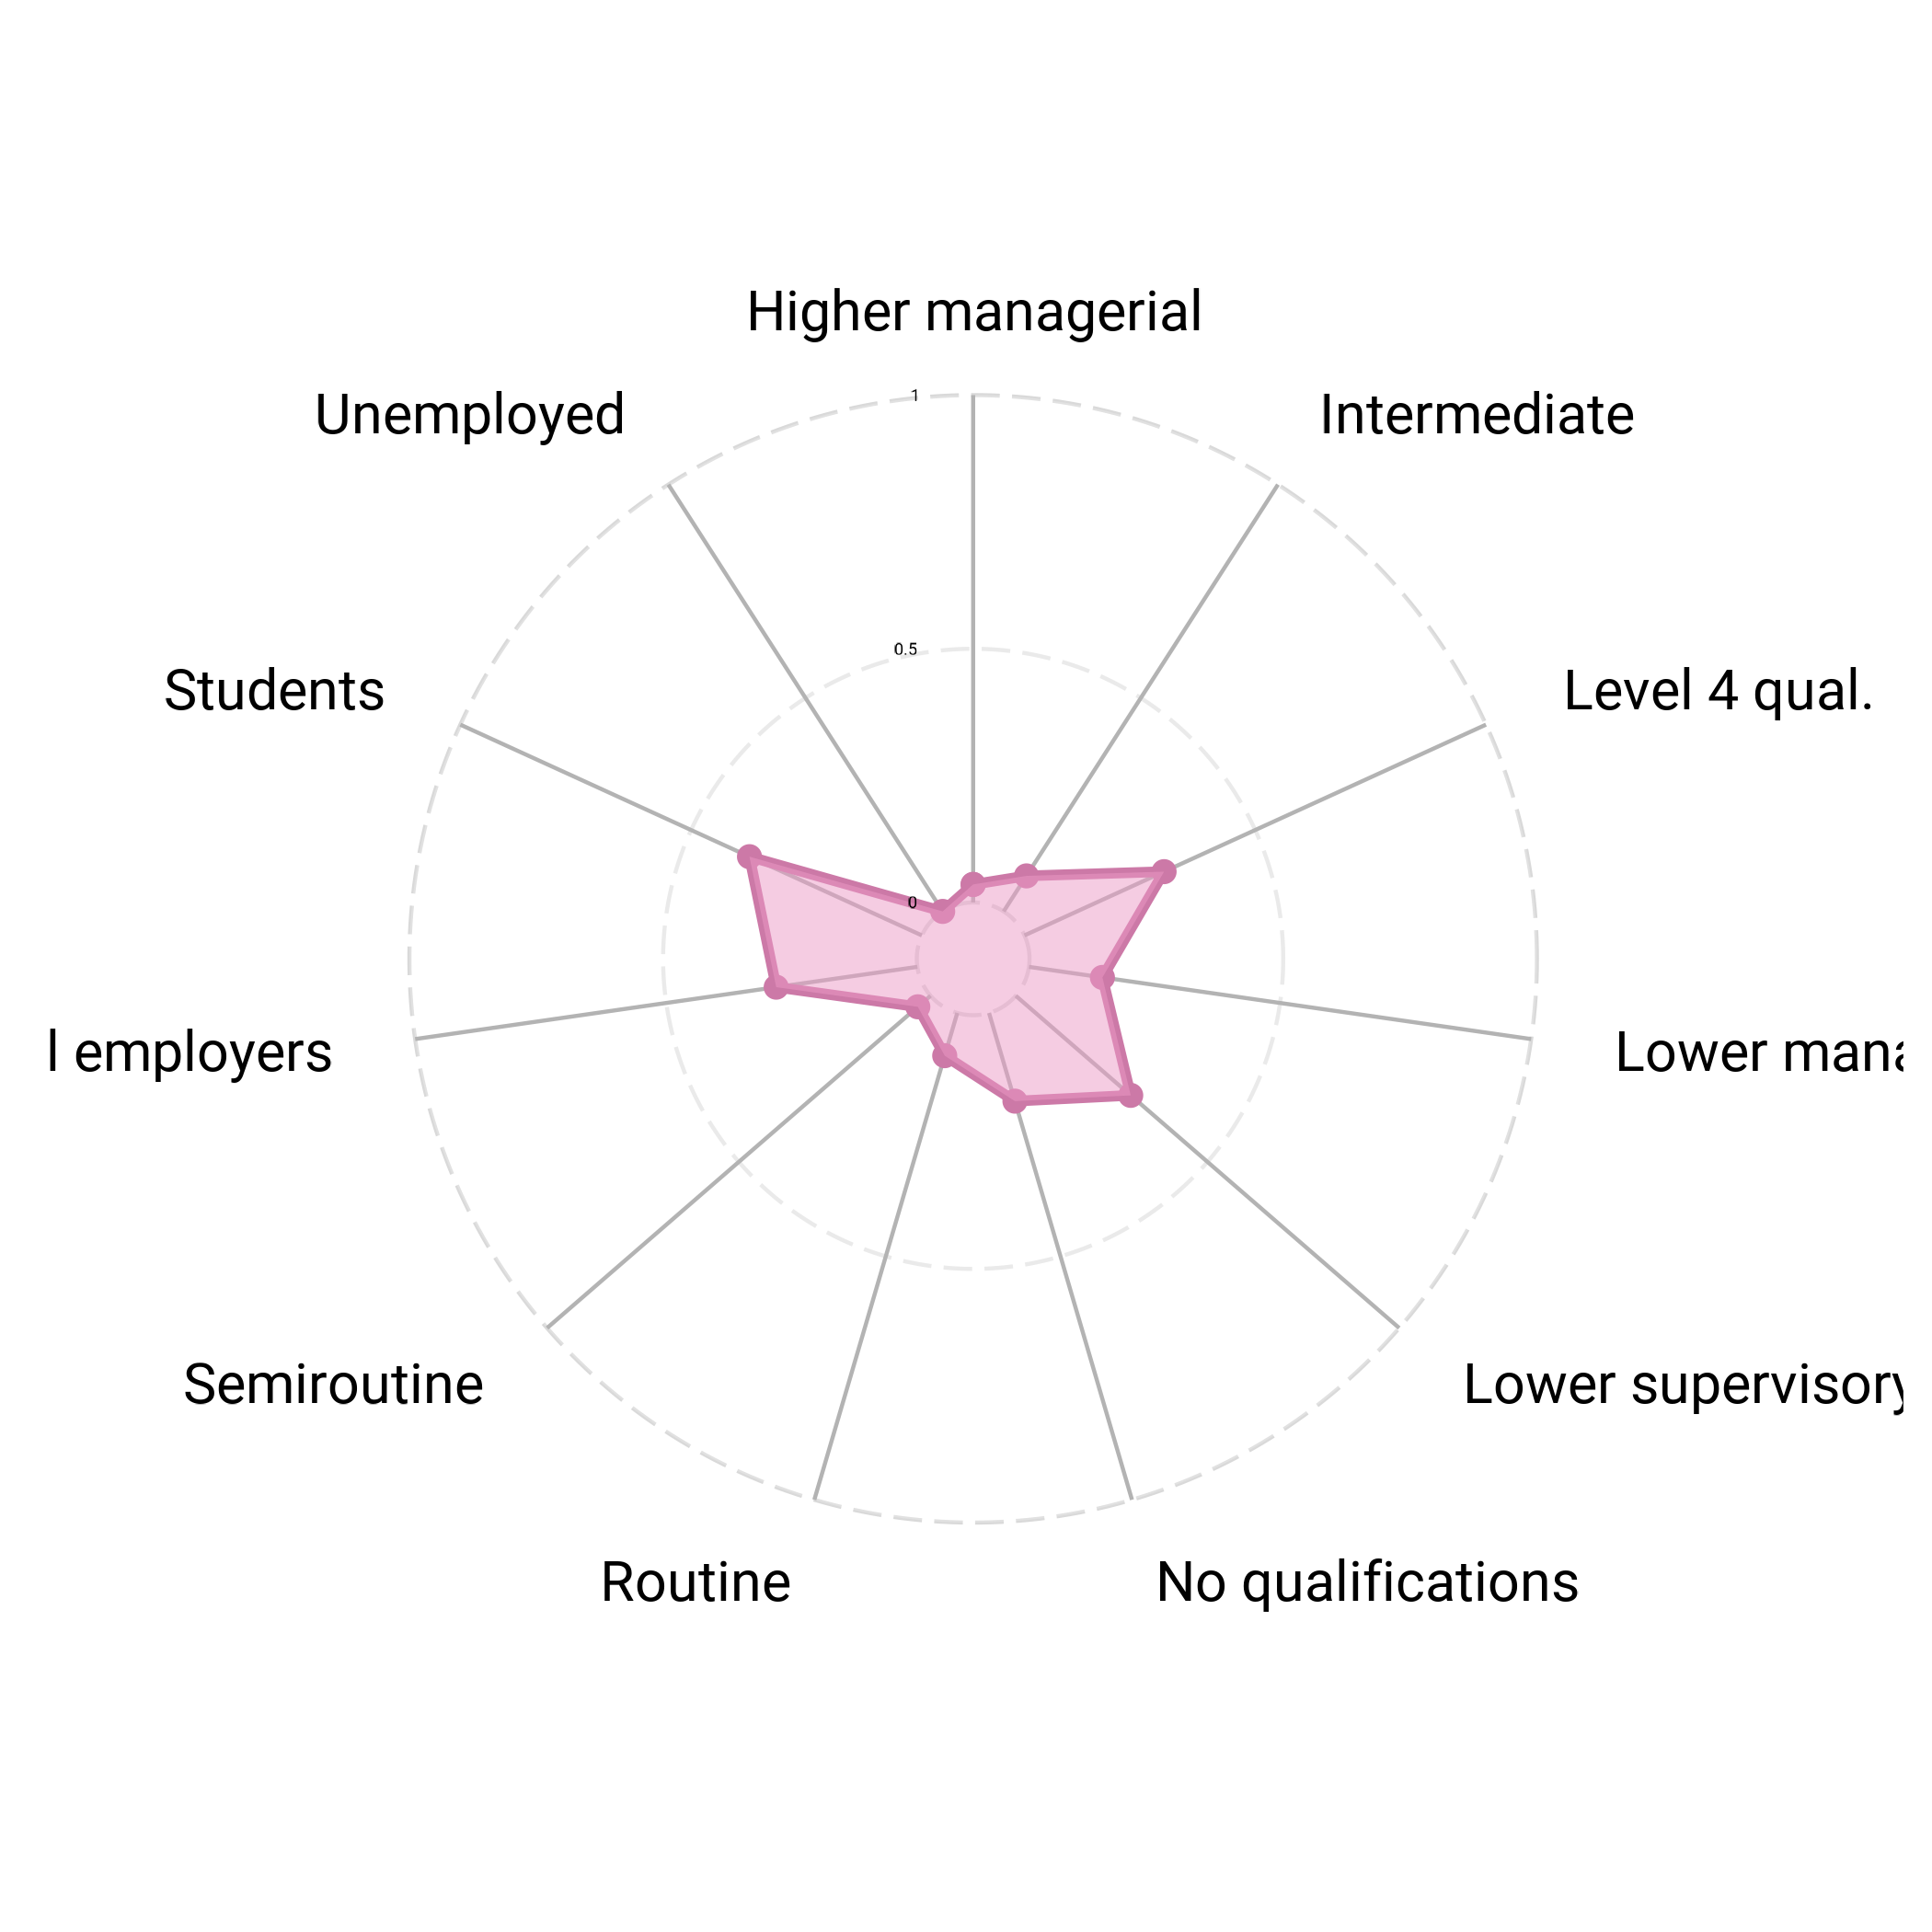 Higher managerial
Unemployed
1
Intermediate
0.5
Students
Level 4 qual.
0
l employers
Lower mana
Semiroutine
Lower supervisory
Routine
No qualifications